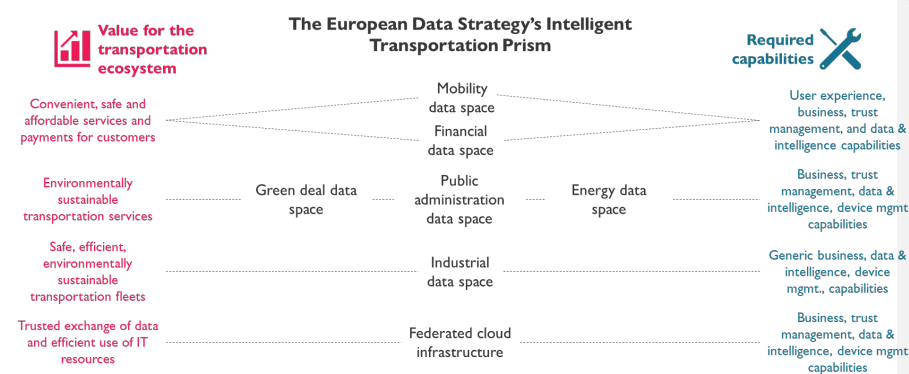 The European Data Strategy's Intelligent
Transportation Prism
Value for the
transportation
ecosystem
Required
capabilities
Convenient, safe and
affordable services and
payments for customers
Mobility
data space
Financial
data space
User experience,
business, trust
management, and data &
intelligence capabilities
Environmentally
sustainable
transportation services
Green deal data
space
Public
administration
data space
Energy data
space
Business, trust
management, data &
intelligence, device mgmt
capabilities
Safe, efficient,
environmentally
sustainable
transportation fleets
Industrial
data space
Generic business, data &
intelligence, device
mgmt., capabilities
Trusted exchange of data
and efficient use of IT
resources
Federated cloud
infrastructure
Business, trust
management, data &
intelligence, device mgmt
capabilities